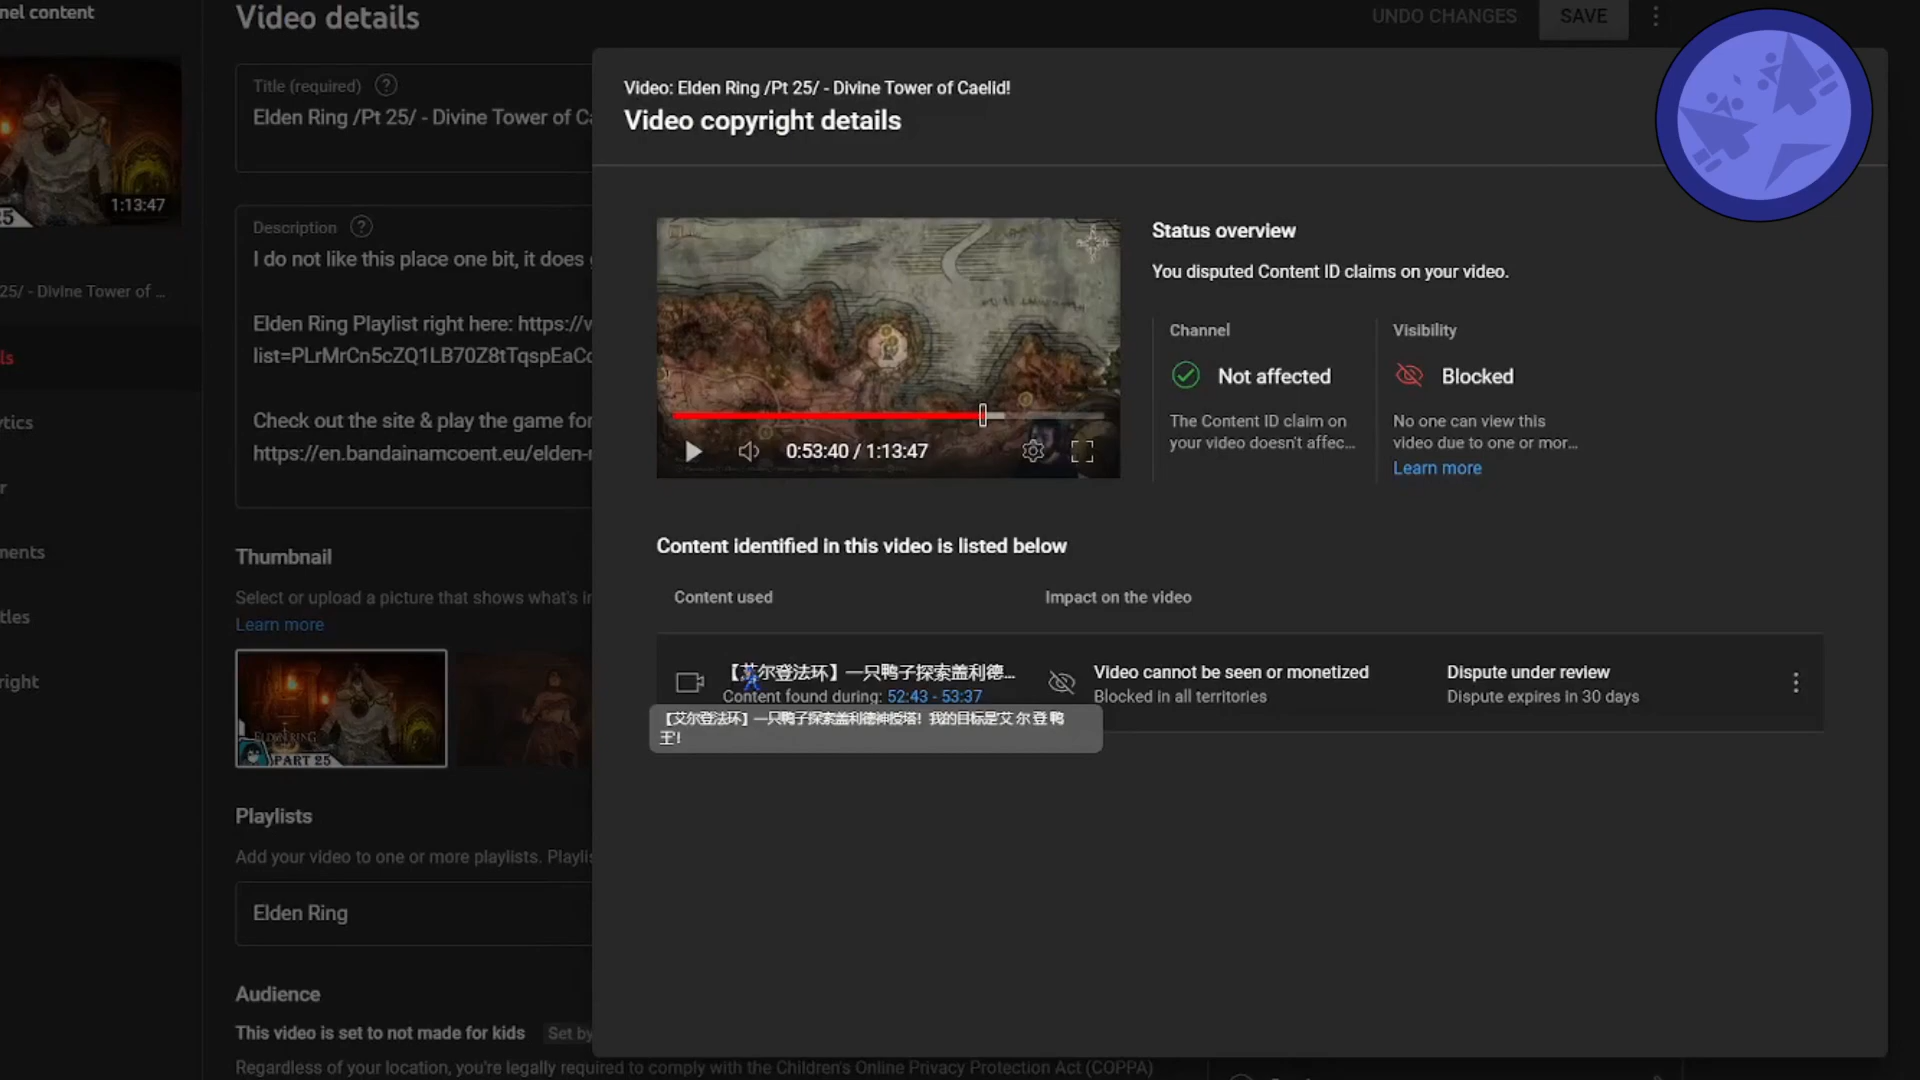 nel content
Video details
UNDO CHANGES
SAVE
1:13:47
25/ - Divine Tower of ...
ls
tics
r
ments
tles
right
Title (required)
Elden Ring /Pt 25/ - Divine Tower of Ca
Description
I do not like this place one bit, it does
Elden Ring Playlist right here: https://w
list=PLrMrCn5cZQ1LB70Z8tTqspEaCc
Check out the site & play the game for
https://en.bandainamcoent.eu/elden-r
Thumbnail
Select or upload a picture that shows what's i
Learn more
ELDEN RING
PART 25
Playlists
Add your video to one or more playlists. Playli
Elden Ring
Audience
This video is set to not made for kids
Set by
Regardless of your location, you're legally required to comply with the Children's Online Privacy Protection Act (COPPA)
Video: Elden Ring /Pt 25/ - Divine Tower of Caelid!
Video copyright details
0:53:40 / 1:13:47
Status overview
You disputed Content ID claims on your video.
Channel
Not affected
The Content ID claim on
your video doesn't affec...
Visibility
Blocked
No one can view this
video due to one or mor...
Learn more
Content identified in this video is listed below
Content used
Impact on the video
【艾尔登法环】一只鸭子探索盖利德...
Content found during: 52:43 - 53:37
Video cannot be seen or monetized
Blocked in all territories
Dispute under review
Dispute expires in 30 days
【艾尔登法环】一只鸭子探索盖利德神授塔！我的目标是艾 尔 登 鸭
王！